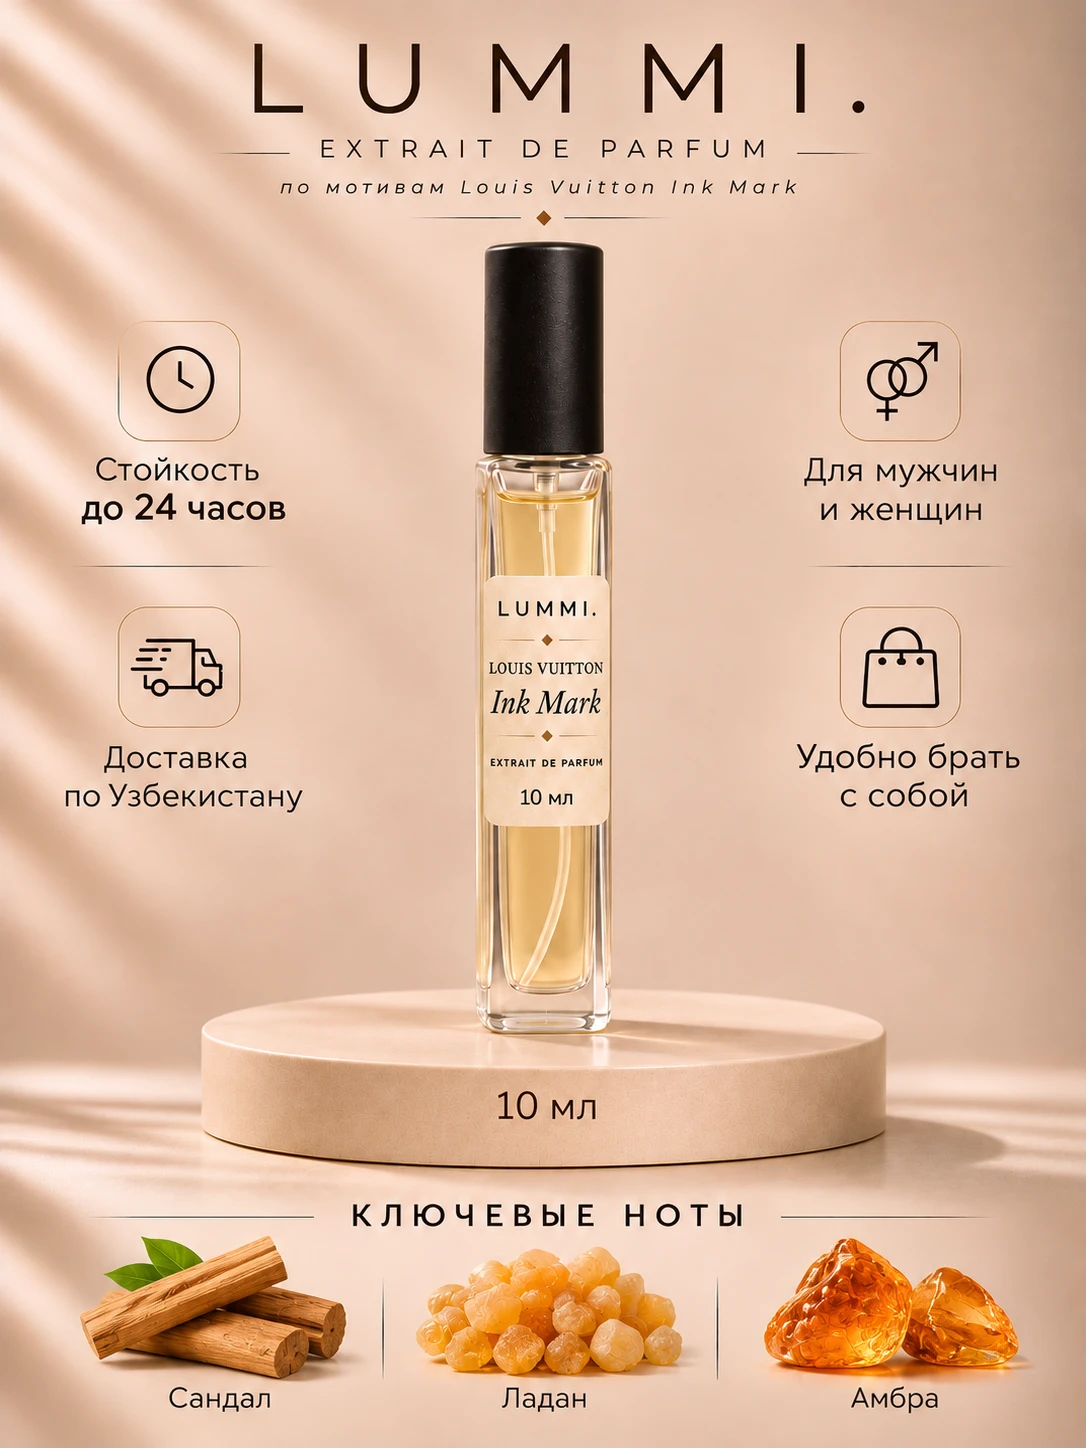 LUMMI.
EXTRAIT DE PARFUM
по мотивам Louis Vuitton Ink Mark
Стойкость
до 24 часов
Для мужчин
и женщин
LUMMI.
LOUIS VUITTON
Ink Mark
EXTRAIT DE PARFUM
10 мл
Доставка
по Узбекистану
Удобно брать
с собой
10 мл
КЛЮЧЕВЫЕ НОТЫ
Сандал
Ладан
Амбра